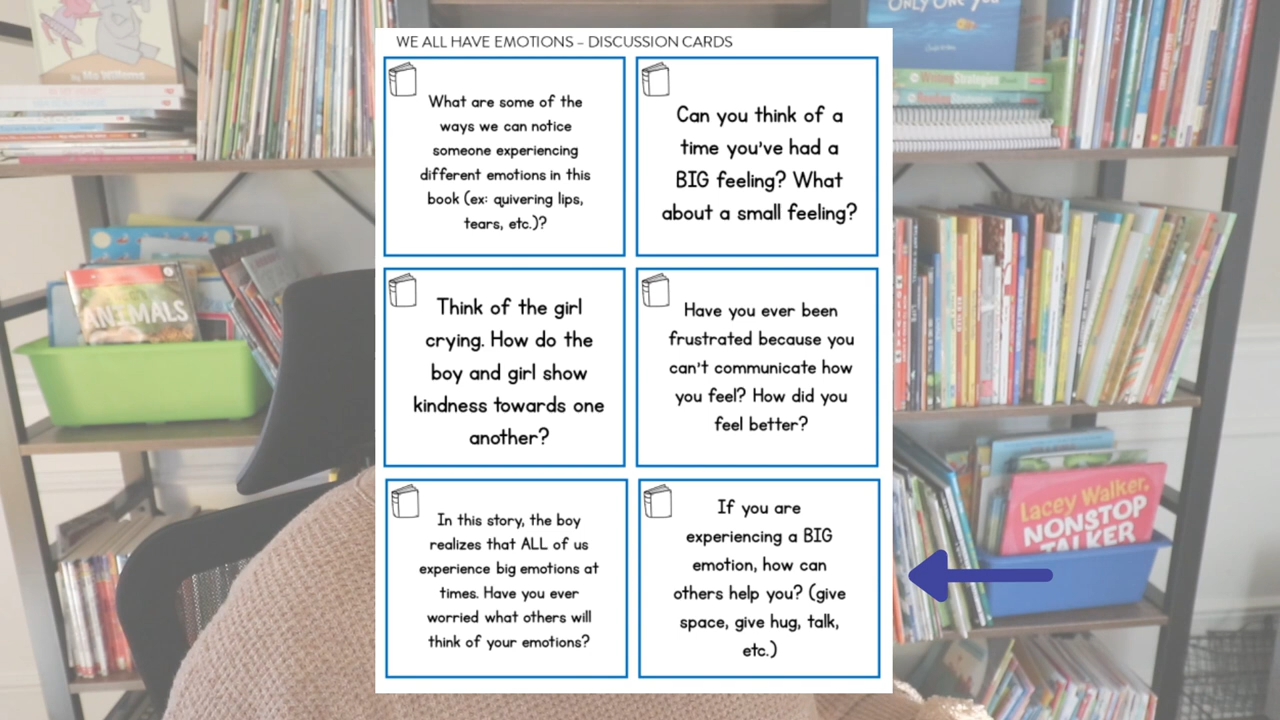 WE ALL HAVE EMOTIONS – DISCUSSION CARDS
What are some of the
ways we can notice
someone experiencing
different emotions in this
book (ex: quivering lips,
tears, etc.)?
Can you think of a
time you've had a
BIG feeling? What
about a small feeling?
Think of the girl
crying. How do the
boy and girl show
kindness towards one
another?
Have you ever been
frustrated because you
can't communicate how
you feel? How did you
feel better?
In this story, the boy
realizes that ALL of us
experience big emotions at
times. Have you ever
worried what others will
think of your emotions?
If you are
experiencing a BIG
emotion, how can
others help you? (give
space, give hug, talk,
etc.)
by Mo Willems
ANIMALS
ONLY ONE YOU
Writing Strategies
Lacey Walker,
NONSTOP
TALKER